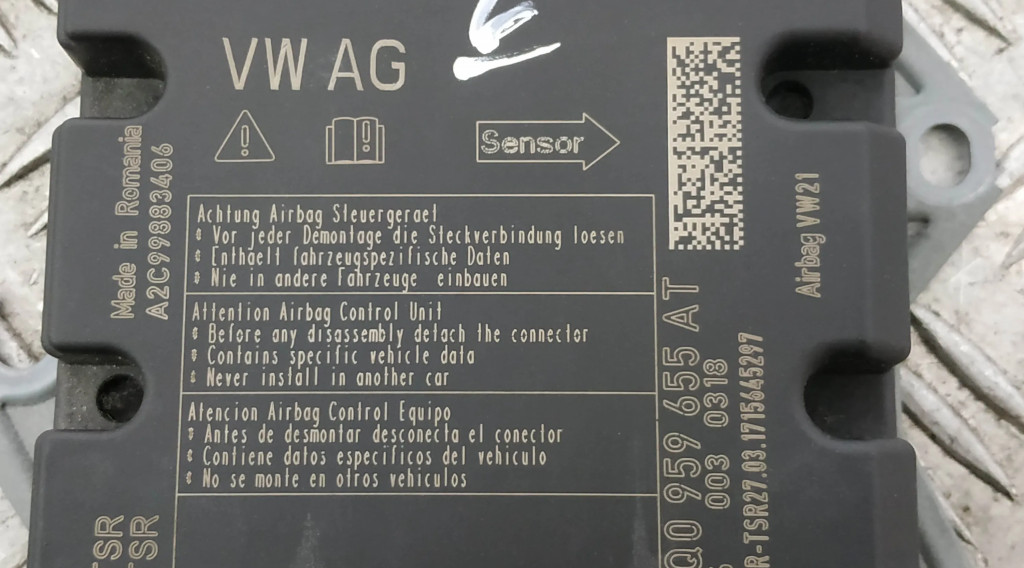 VW AG
Sensor
Made in Romania
A2C99883406
Achtung Airbag Steuergeraet
* Vor jeder Demontage die Steckverbindung loesen
* Enthaelt fahrzeugspezifische Daten
* Nie in andere Fahrzeuge einbauen
Attention Airbag Control Unit
* Before any disassembly detach the connector
* Contains specific vehicle data
* Never install in another car
Atencion Airbag Control Equipo
* Antes de desmontar desconecta el conector
* Contiene datos especificos del vehiculo
* No se monte en otros vehiculos
Q0 959 655 AT
003 0318
R-TSR27.03.1715645297
Airbag VW21
TSR
TSR